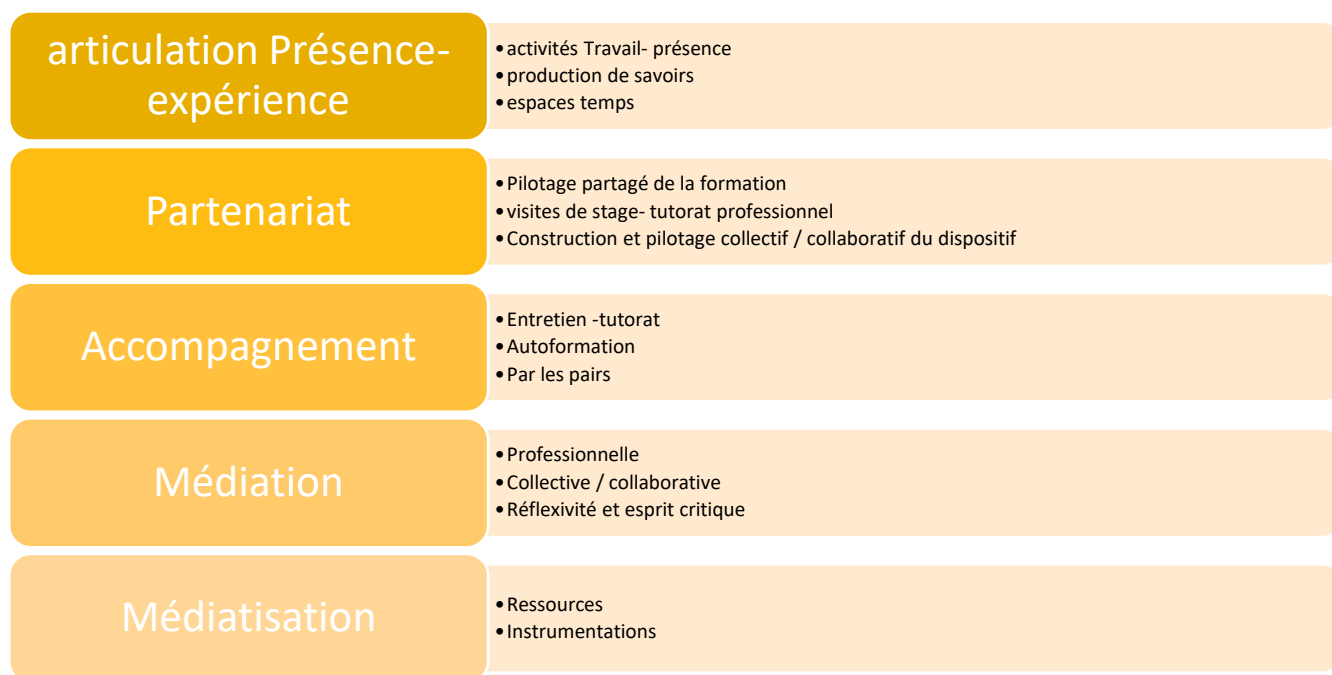 articulation Présence-
expérience
•activités Travail- présence
•production de savoirs
•espaces temps
Partenariat
•Pilotage partagé de la formation
•visites de stage- tutorat professionnel
•Construction et pilotage collectif / collaboratif du dispositif
Accompagnement
•Entretien -tutorat
•Autoformation
•Par les pairs
Médiation
•Professionnelle
•Collective / collaborative
•Réflexivité et esprit critique
Médiatisation
•Ressources
•Instrumentations